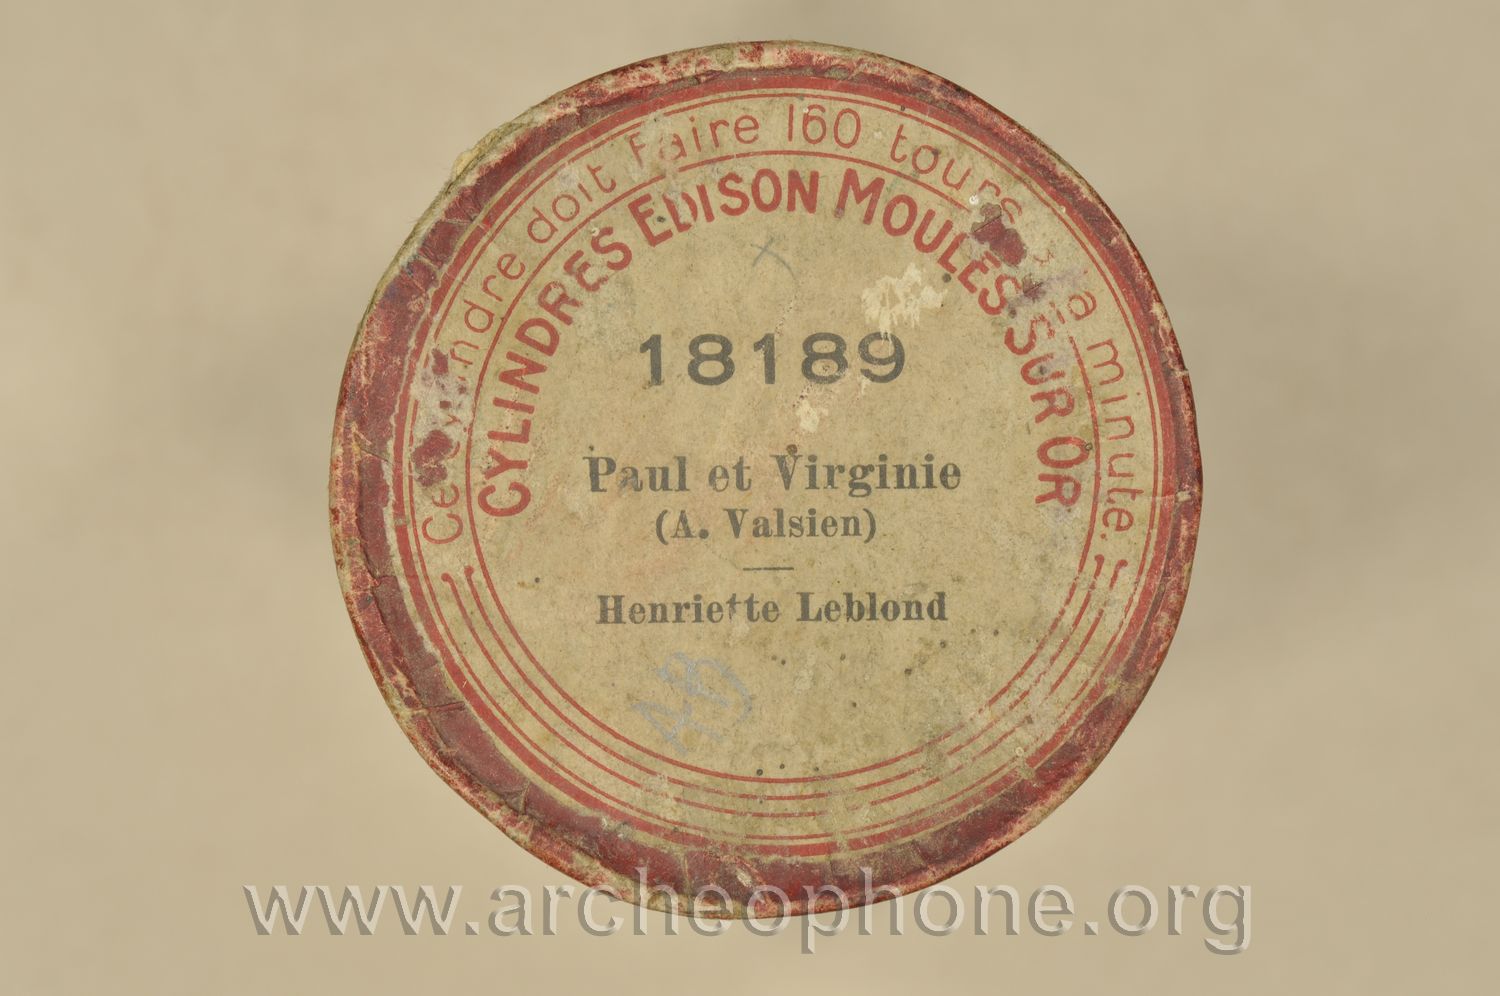 Ce Cylindre doit Faire 160 tours à la minute.
CYLINDRES EDISON MOULÉS SUR OR
18189
Paul et Virginie
(A. Valsien)
Henriette Leblond
www.archeophone.org